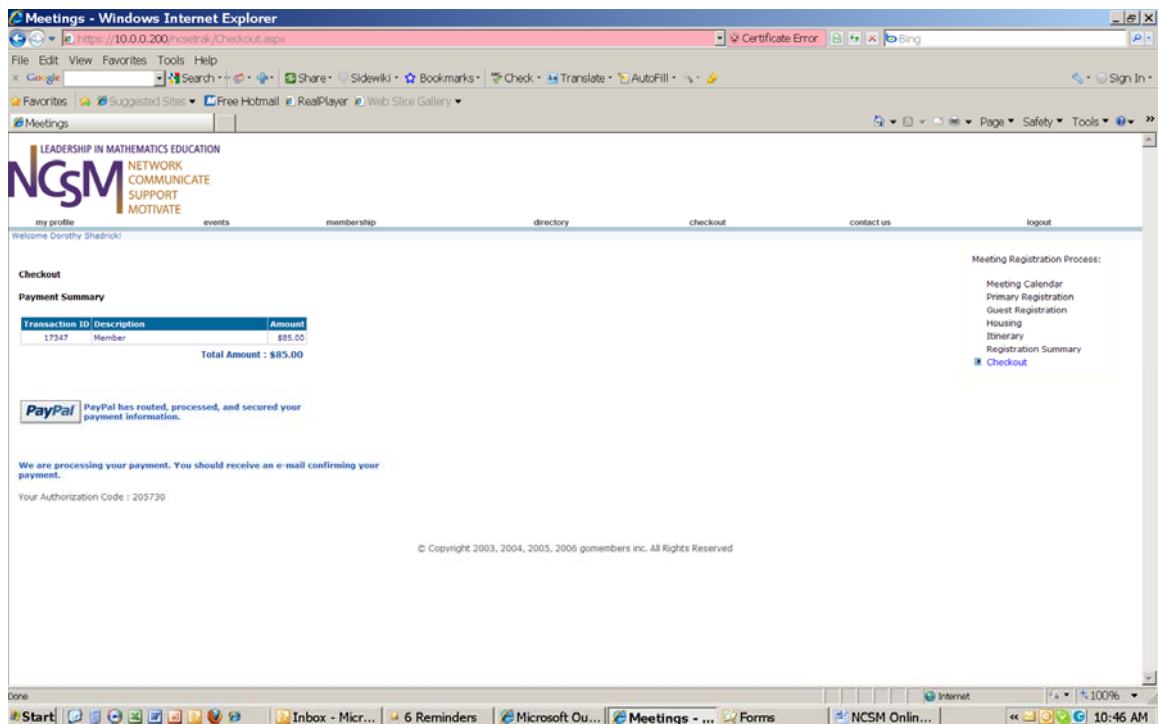 Meetings - Windows Internet Explorer
https://10.0.0.200/ncsetrak/Checkout.aspx
Certificate Error
Bing
File Edit View Favorites Tools Help
Google
Search
Share
Sidewiki
Bookmarks
Check
Translate
AutoFill
Sign In
Favorites
Suggested Sites
Free Hotmail
RealPlayer
Web Slice Gallery
Meetings
Page
Safety
Tools
LEADERSHIP IN MATHEMATICS EDUCATION
NCSM
NETWORK
COMMUNICATE
SUPPORT
MOTIVATE
my profile events membership directory checkout contact us logout
Welcome Dorothy Shadrick!
Meeting Registration Process:
Meeting Calendar
Primary Registration
Guest Registration
Housing
Itinerary
Registration Summary
Checkout
Checkout
Payment Summary
Transaction ID Description Amount
17347 Member $85.00
Total Amount : $85.00
PayPal
PayPal has routed, processed, and secured your
payment information.
We are processing your payment. You should receive an e-mail confirming your
payment.
Your Authorization Code : 205730
© Copyright 2003, 2004, 2005, 2006 gomembers inc. All Rights Reserved
Done
Internet
100%
Start
Inbox - Micr...
6 Reminders
Microsoft Ou...
Meetings - ...
Forms
NCSM Onlin...
10:46 AM